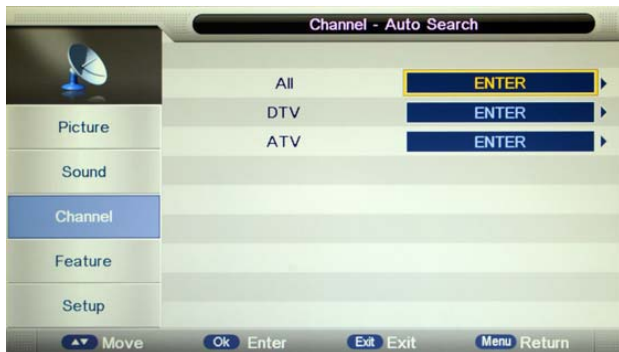 Channel - Auto Search
All ENTER
DTV ENTER
ATV ENTER
Picture
Sound
Channel
Feature
Setup
Move Ok Enter Exit Exit Menu Return